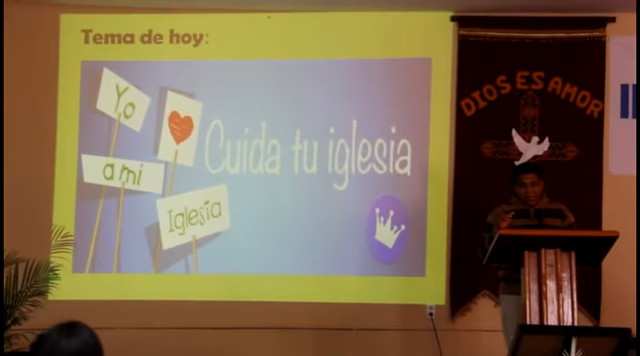 Tema de hoy:
Yo
a mi
Iglesia
Cuida tu iglesia
DIOS ES AMOR